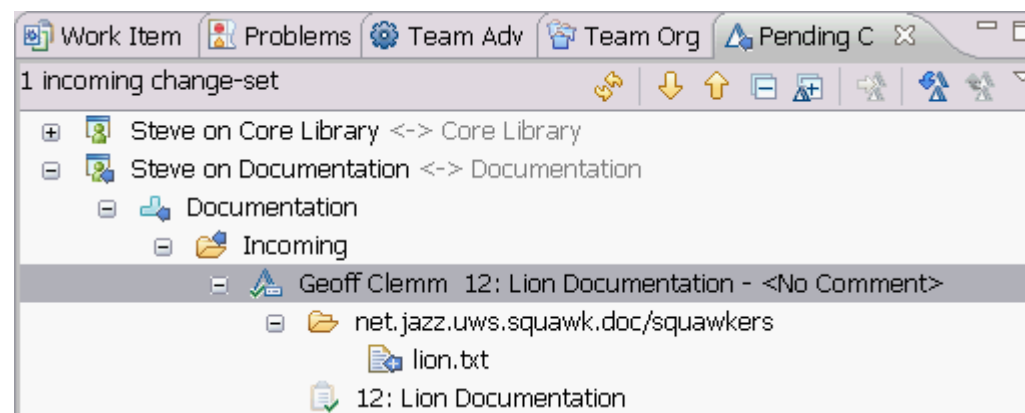 Work Item Problems Team Adv Team Org Pending C
1 incoming change-set
Steve on Core Library <-> Core Library
Steve on Documentation <-> Documentation
Documentation
Incoming
Geoff Clemm 12: Lion Documentation - <No Comment>
net.jazz.uws.squawk.doc/squawkers
lion.txt
12: Lion Documentation